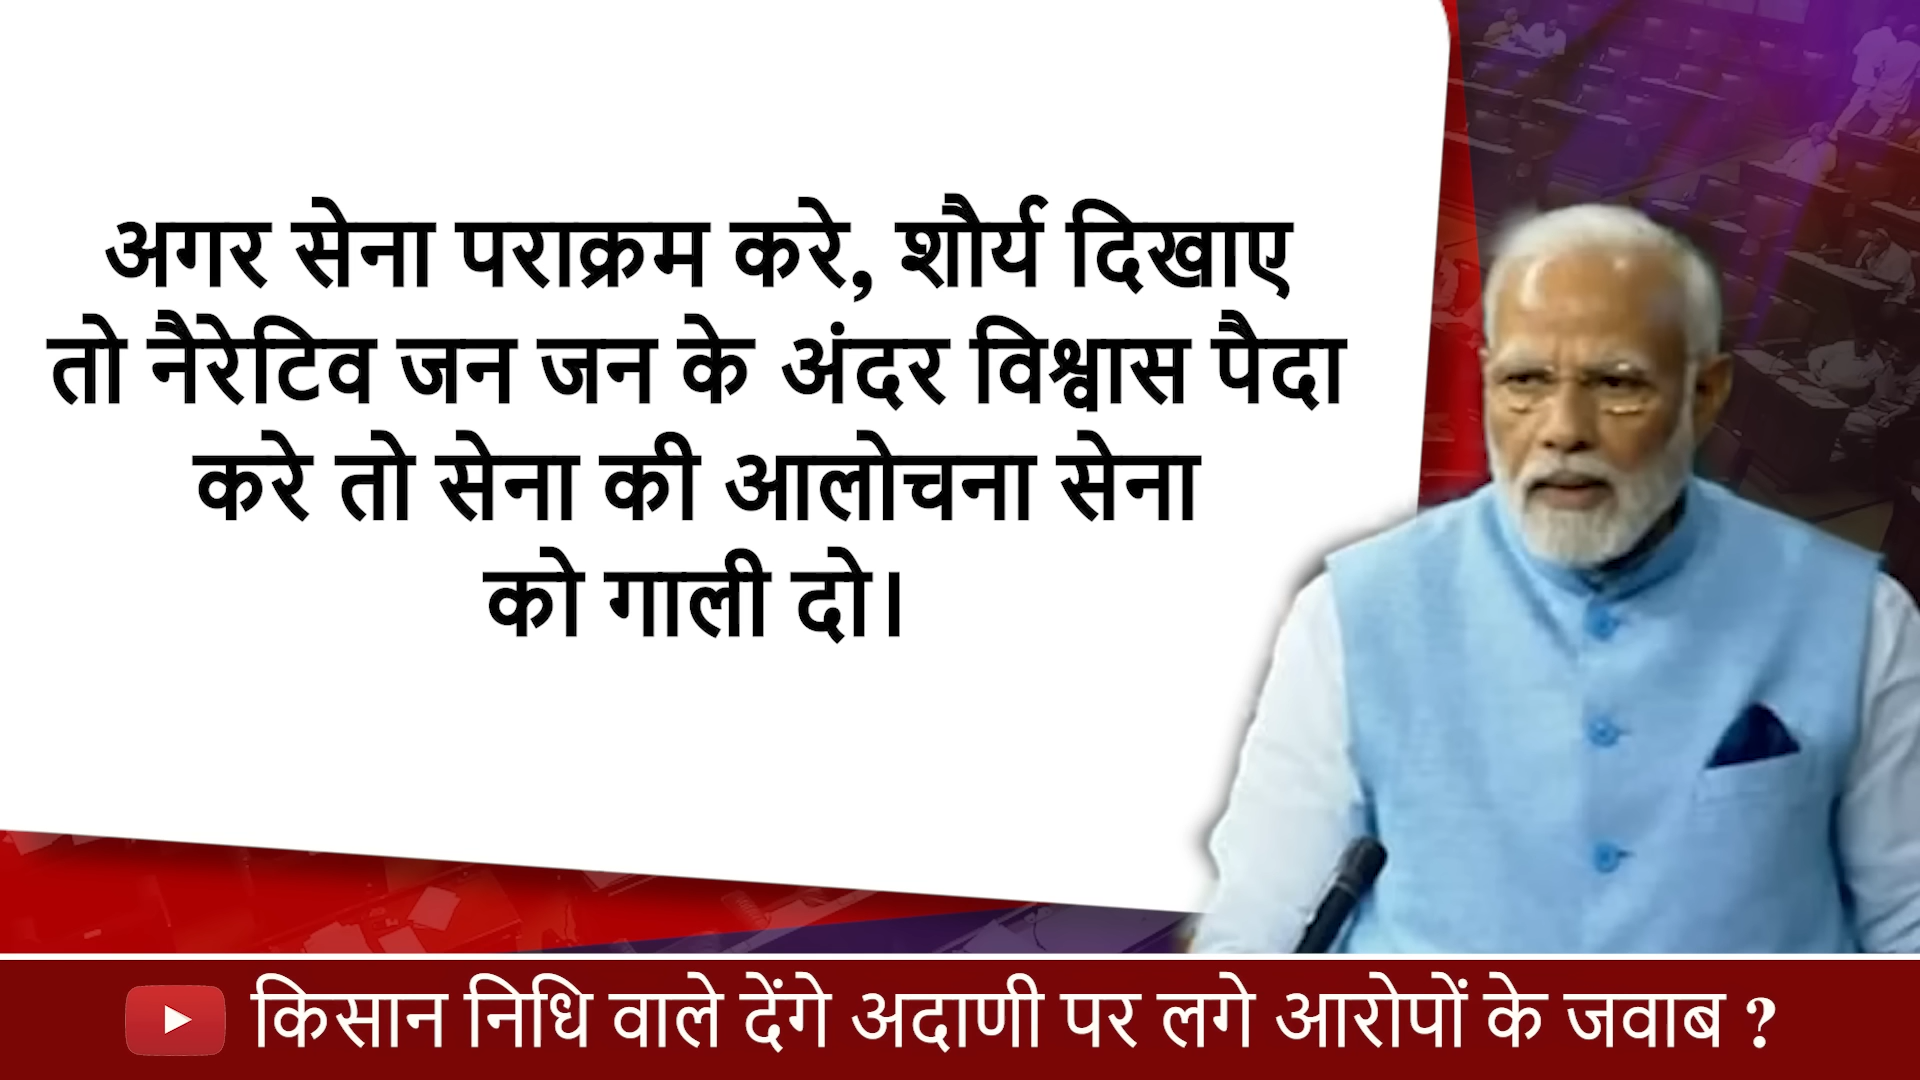 अगर सेना पराक्रम करे, शौर्य दिखाए
तो नैरेटिव जन जन के अंदर विश्वास पैदा
करे तो सेना की आलोचना सेना
को गाली दो।
किसान निधि वाले देंगे अदाणी पर लगे आरोपों के जवाब ?